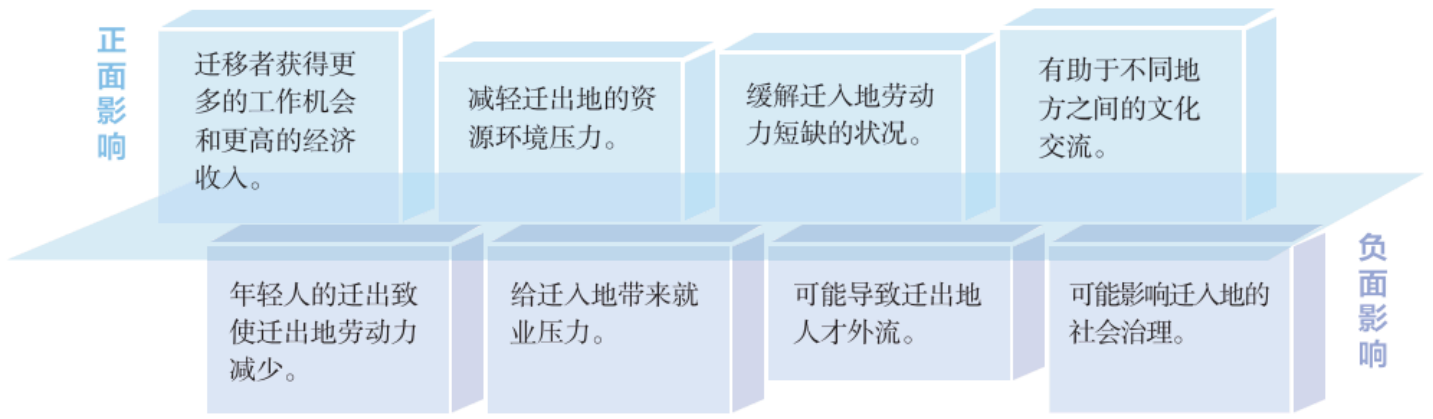 正面影响
迁移者获得更
多的工作机会
和更高的经济
收入。
减轻迁出地的资
源环境压力。
缓解迁入地劳动
力短缺的状况。
有助于不同地
方之间的文化
交流。
年轻人的迁出致
使迁出地劳动力
减少。
给迁入地带来就
业压力。
可能导致迁出地
人才外流。
可能影响迁入地的
社会治理。
负面影响